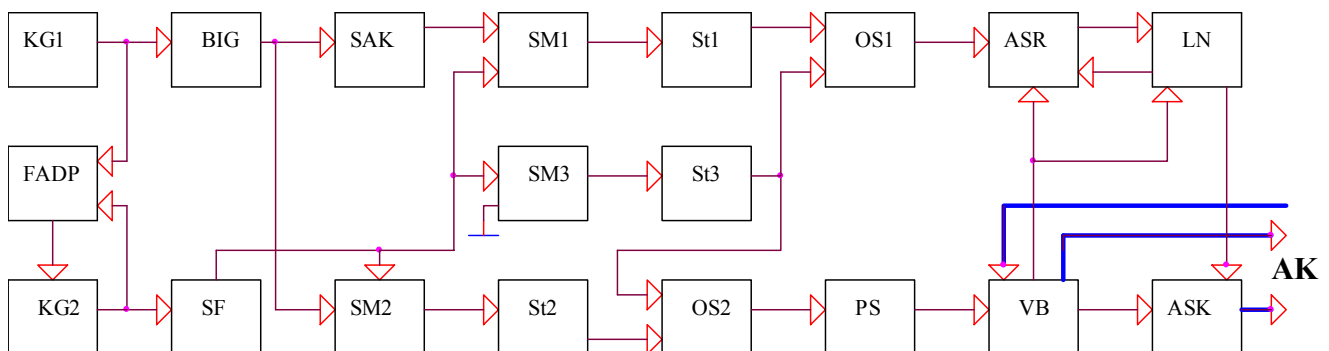 KG1
BIG
SAK
SM1
St1
OS1
ASR
LN
FADP
SM3
St3
AK
KG2
SF
SM2
St2
OS2
PS
VB
ASK